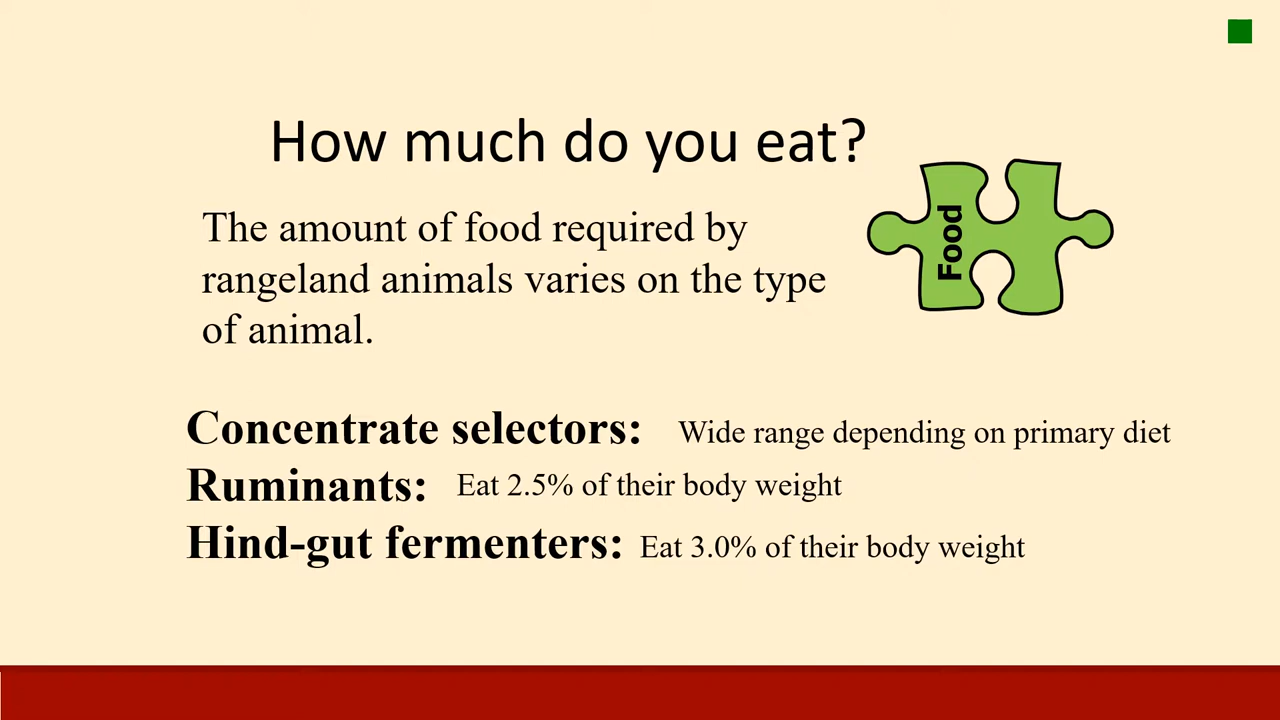 How much do you eat?
Food
The amount of food required by
rangeland animals varies on the type
of animal.
Concentrate selectors: Wide range depending on primary diet
Ruminants: Eat 2.5% of their body weight
Hind-gut fermenters: Eat 3.0% of their body weight